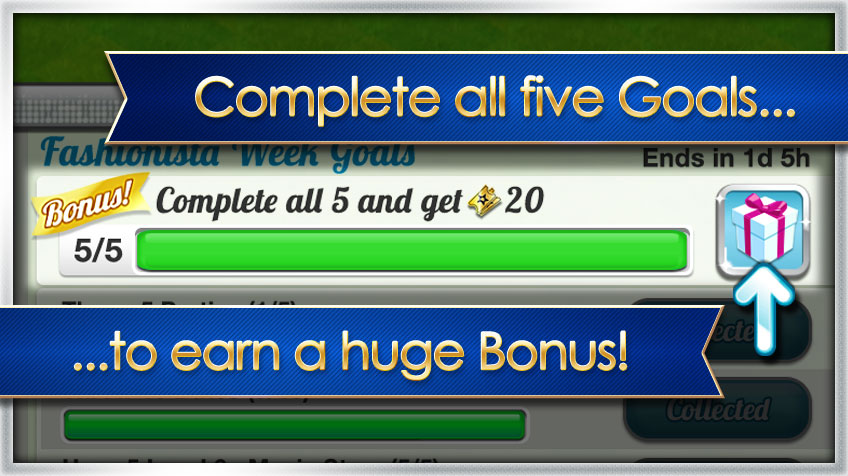 Complete all five Goals...
Fashionista Week Goals
Ends in 1d 5h
Bonus!
Complete all 5 and get 20
5/5
...to earn a huge Bonus!
Collected